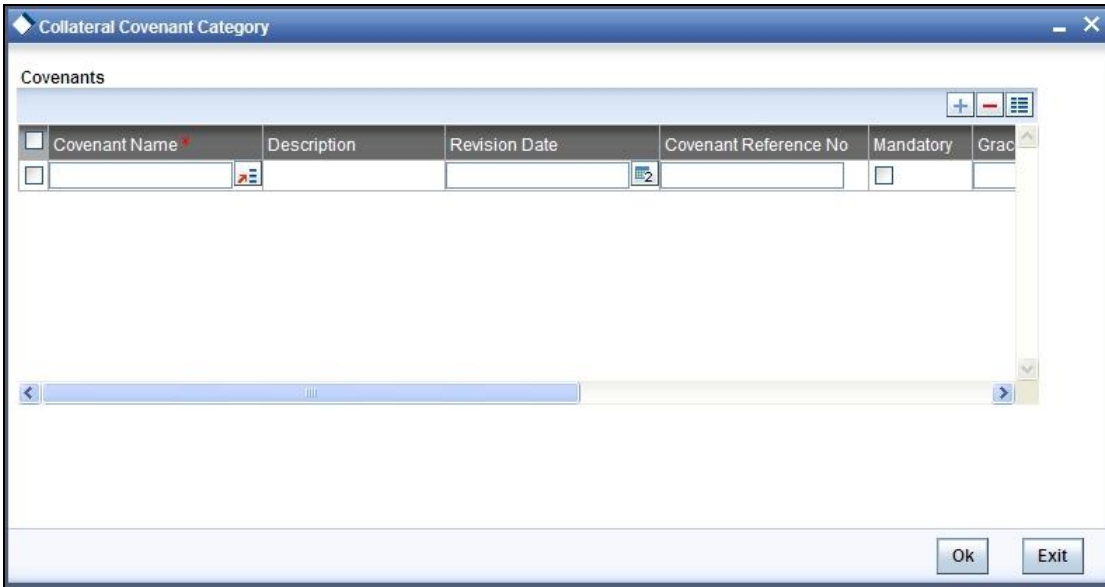 Collateral Covenant Category
Covenants
Covenant Name * Description Revision Date Covenant Reference No Mandatory Grac
Ok Exit